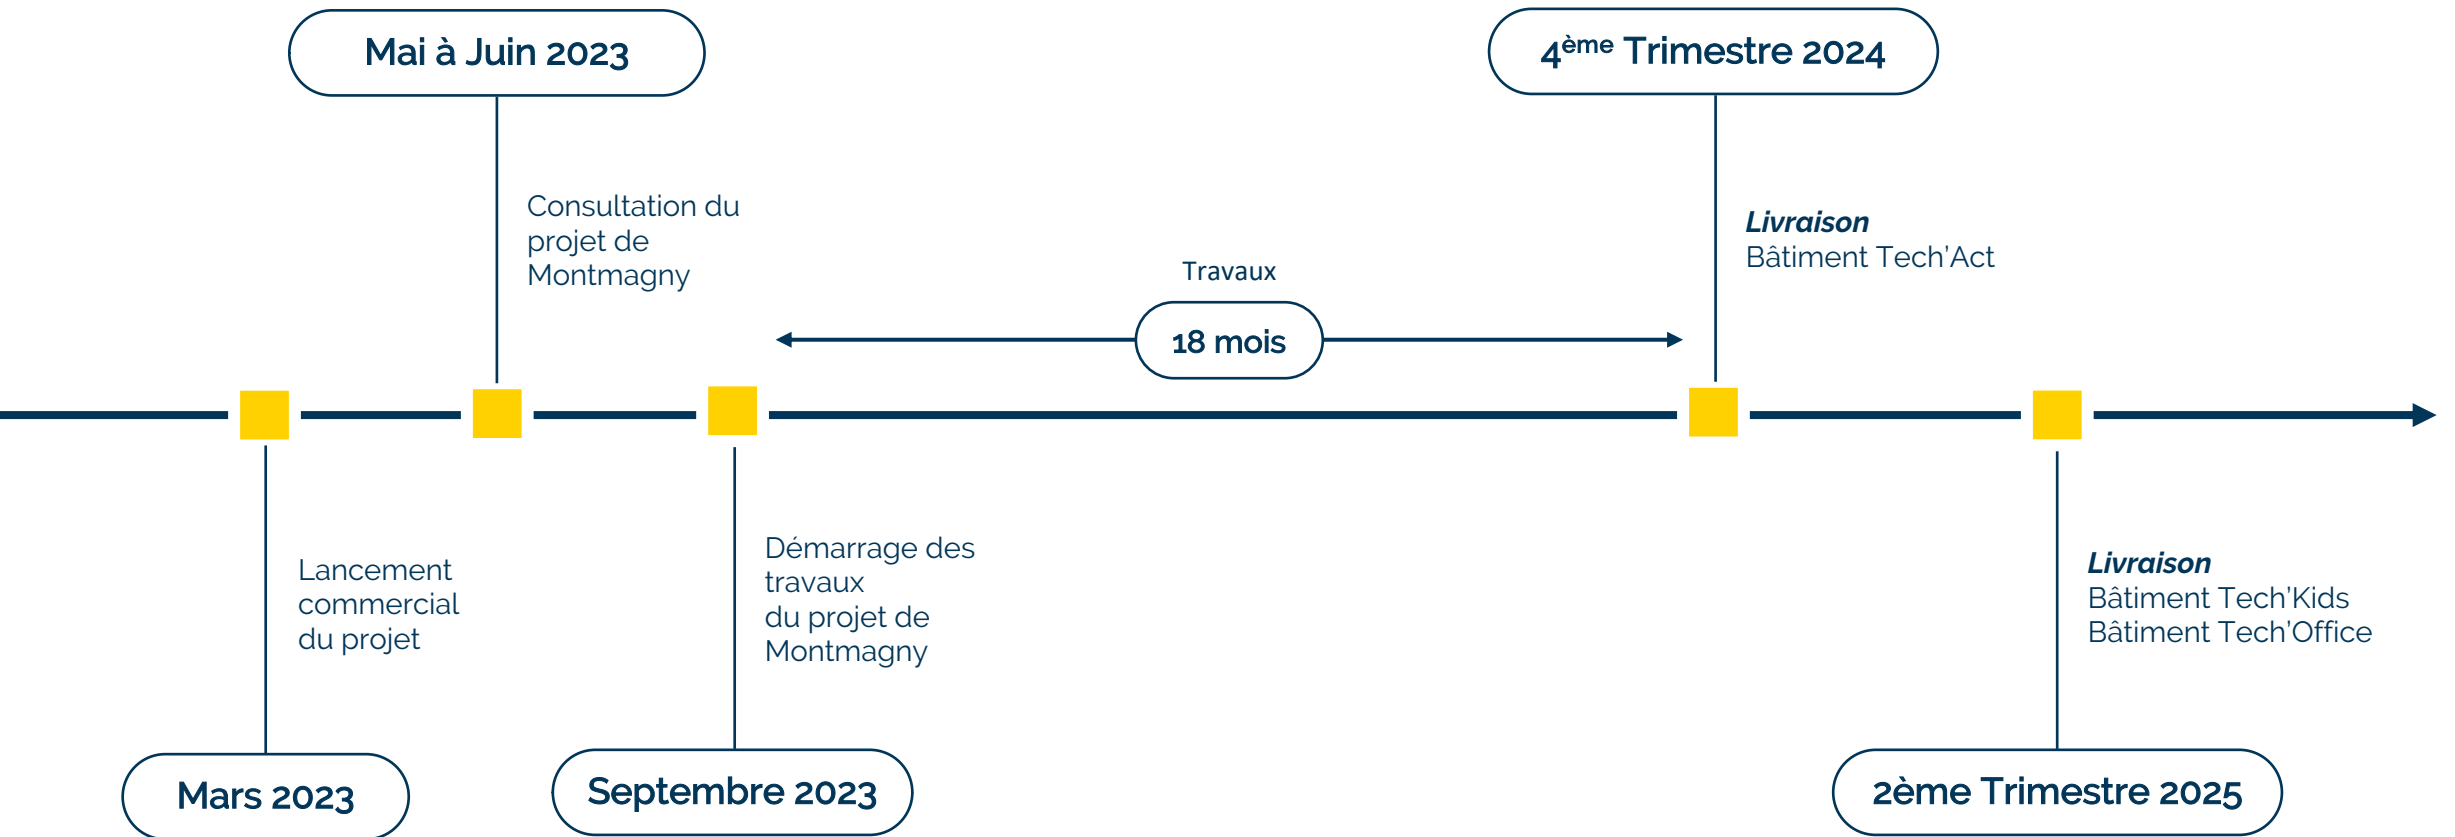 Mai à Juin 2023
4ème Trimestre 2024
Consultation du
projet de
Montmagny
Livraison
Bâtiment Tech'Act
Travaux
18 mois
Lancement
commercial
du projet
Démarrage des
travaux
du projet de
Montmagny
Livraison
Bâtiment Tech'Kids
Bâtiment Tech'Office
Mars 2023
Septembre 2023
2ème Trimestre 2025